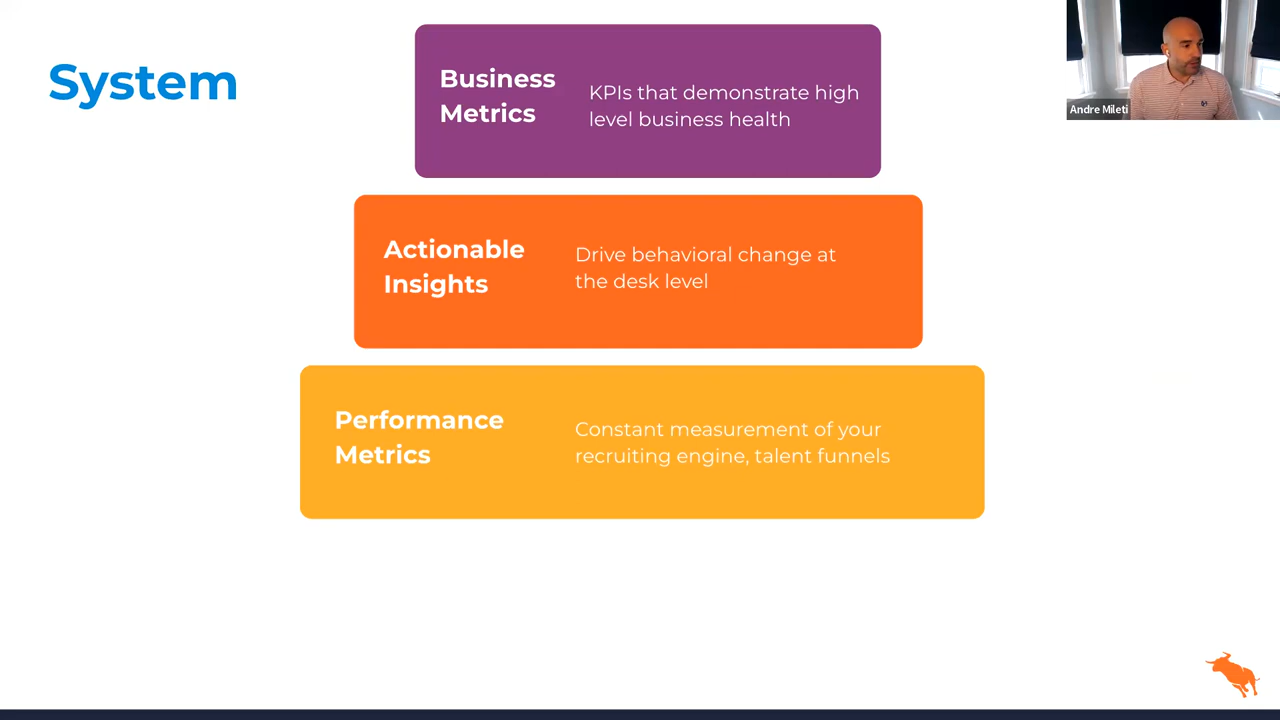 System
Business
Metrics
KPIs that demonstrate high
level business health
Andre Mileti
Actionable
Insights
Drive behavioral change at
the desk level
Performance
Metrics
Constant measurement of your
recruiting engine, talent funnels